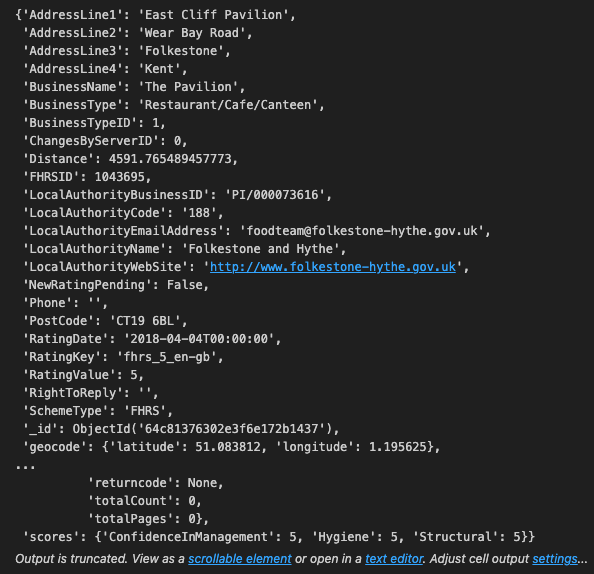 {'AddressLine1': 'East Cliff Pavilion',
 'AddressLine2': 'Wear Bay Road',
 'AddressLine3': 'Folkestone',
 'AddressLine4': 'Kent',
 'BusinessName': 'The Pavilion',
 'BusinessType': 'Restaurant/Cafe/Canteen',
 'BusinessTypeID': 1,
 'ChangesByServerID': 0,
 'Distance': 4591.765489457773,
 'FHRSID': 1043695,
 'LocalAuthorityBusinessID': 'PI/000073616',
 'LocalAuthorityCode': '188',
 'LocalAuthorityEmailAddress': 'foodteam@folkestone-hythe.gov.uk',
 'LocalAuthorityName': 'Folkestone and Hythe',
 'LocalAuthorityWebSite': 'http://www.folkestone-hythe.gov.uk',
 'NewRatingPending': False,
 'Phone': '',
 'PostCode': 'CT19 6BL',
 'RatingDate': '2018-04-04T00:00:00',
 'RatingKey': 'fhrs_5_en-gb',
 'RatingValue': 5,
 'RightToReply': '',
 'SchemeType': 'FHRS',
 '_id': ObjectId('64c81376302e3f6e172b1437'),
 'geocode': {'latitude': 51.083812, 'longitude': 1.195625},
...
          'returncode': None,
          'totalCount': 0,
          'totalPages': 0},
 'scores': {'ConfidenceInManagement': 5, 'Hygiene': 5, 'Structural': 5}}
Output is truncated. View as a scrollable element or open in a text editor. Adjust cell output settings...